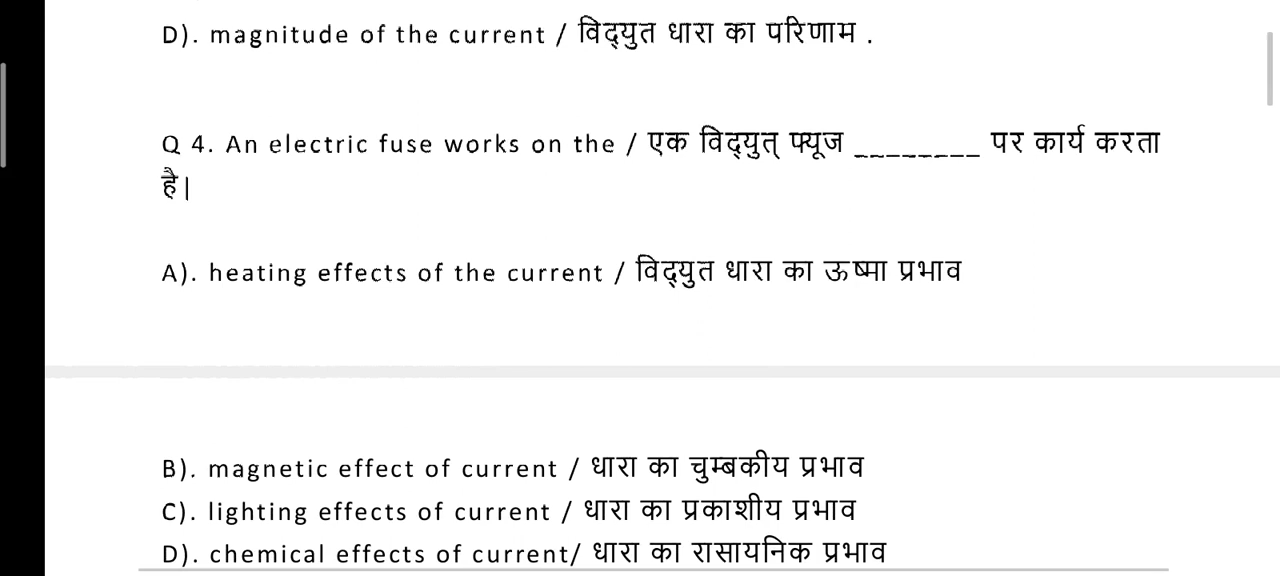 D). magnitude of the current / विद्युत धारा का परिणाम .
Q 4. An electric fuse works on the / एक विद्युत् फ्यूज ________ पर कार्य करता
है|
A). heating effects of the current / विद्युत धारा का ऊष्मा प्रभाव
B). magnetic effect of current / धारा का चुम्बकीय प्रभाव
C). lighting effects of current / धारा का प्रकाशीय प्रभाव
D). chemical effects of current/ धारा का रासायनिक प्रभाव